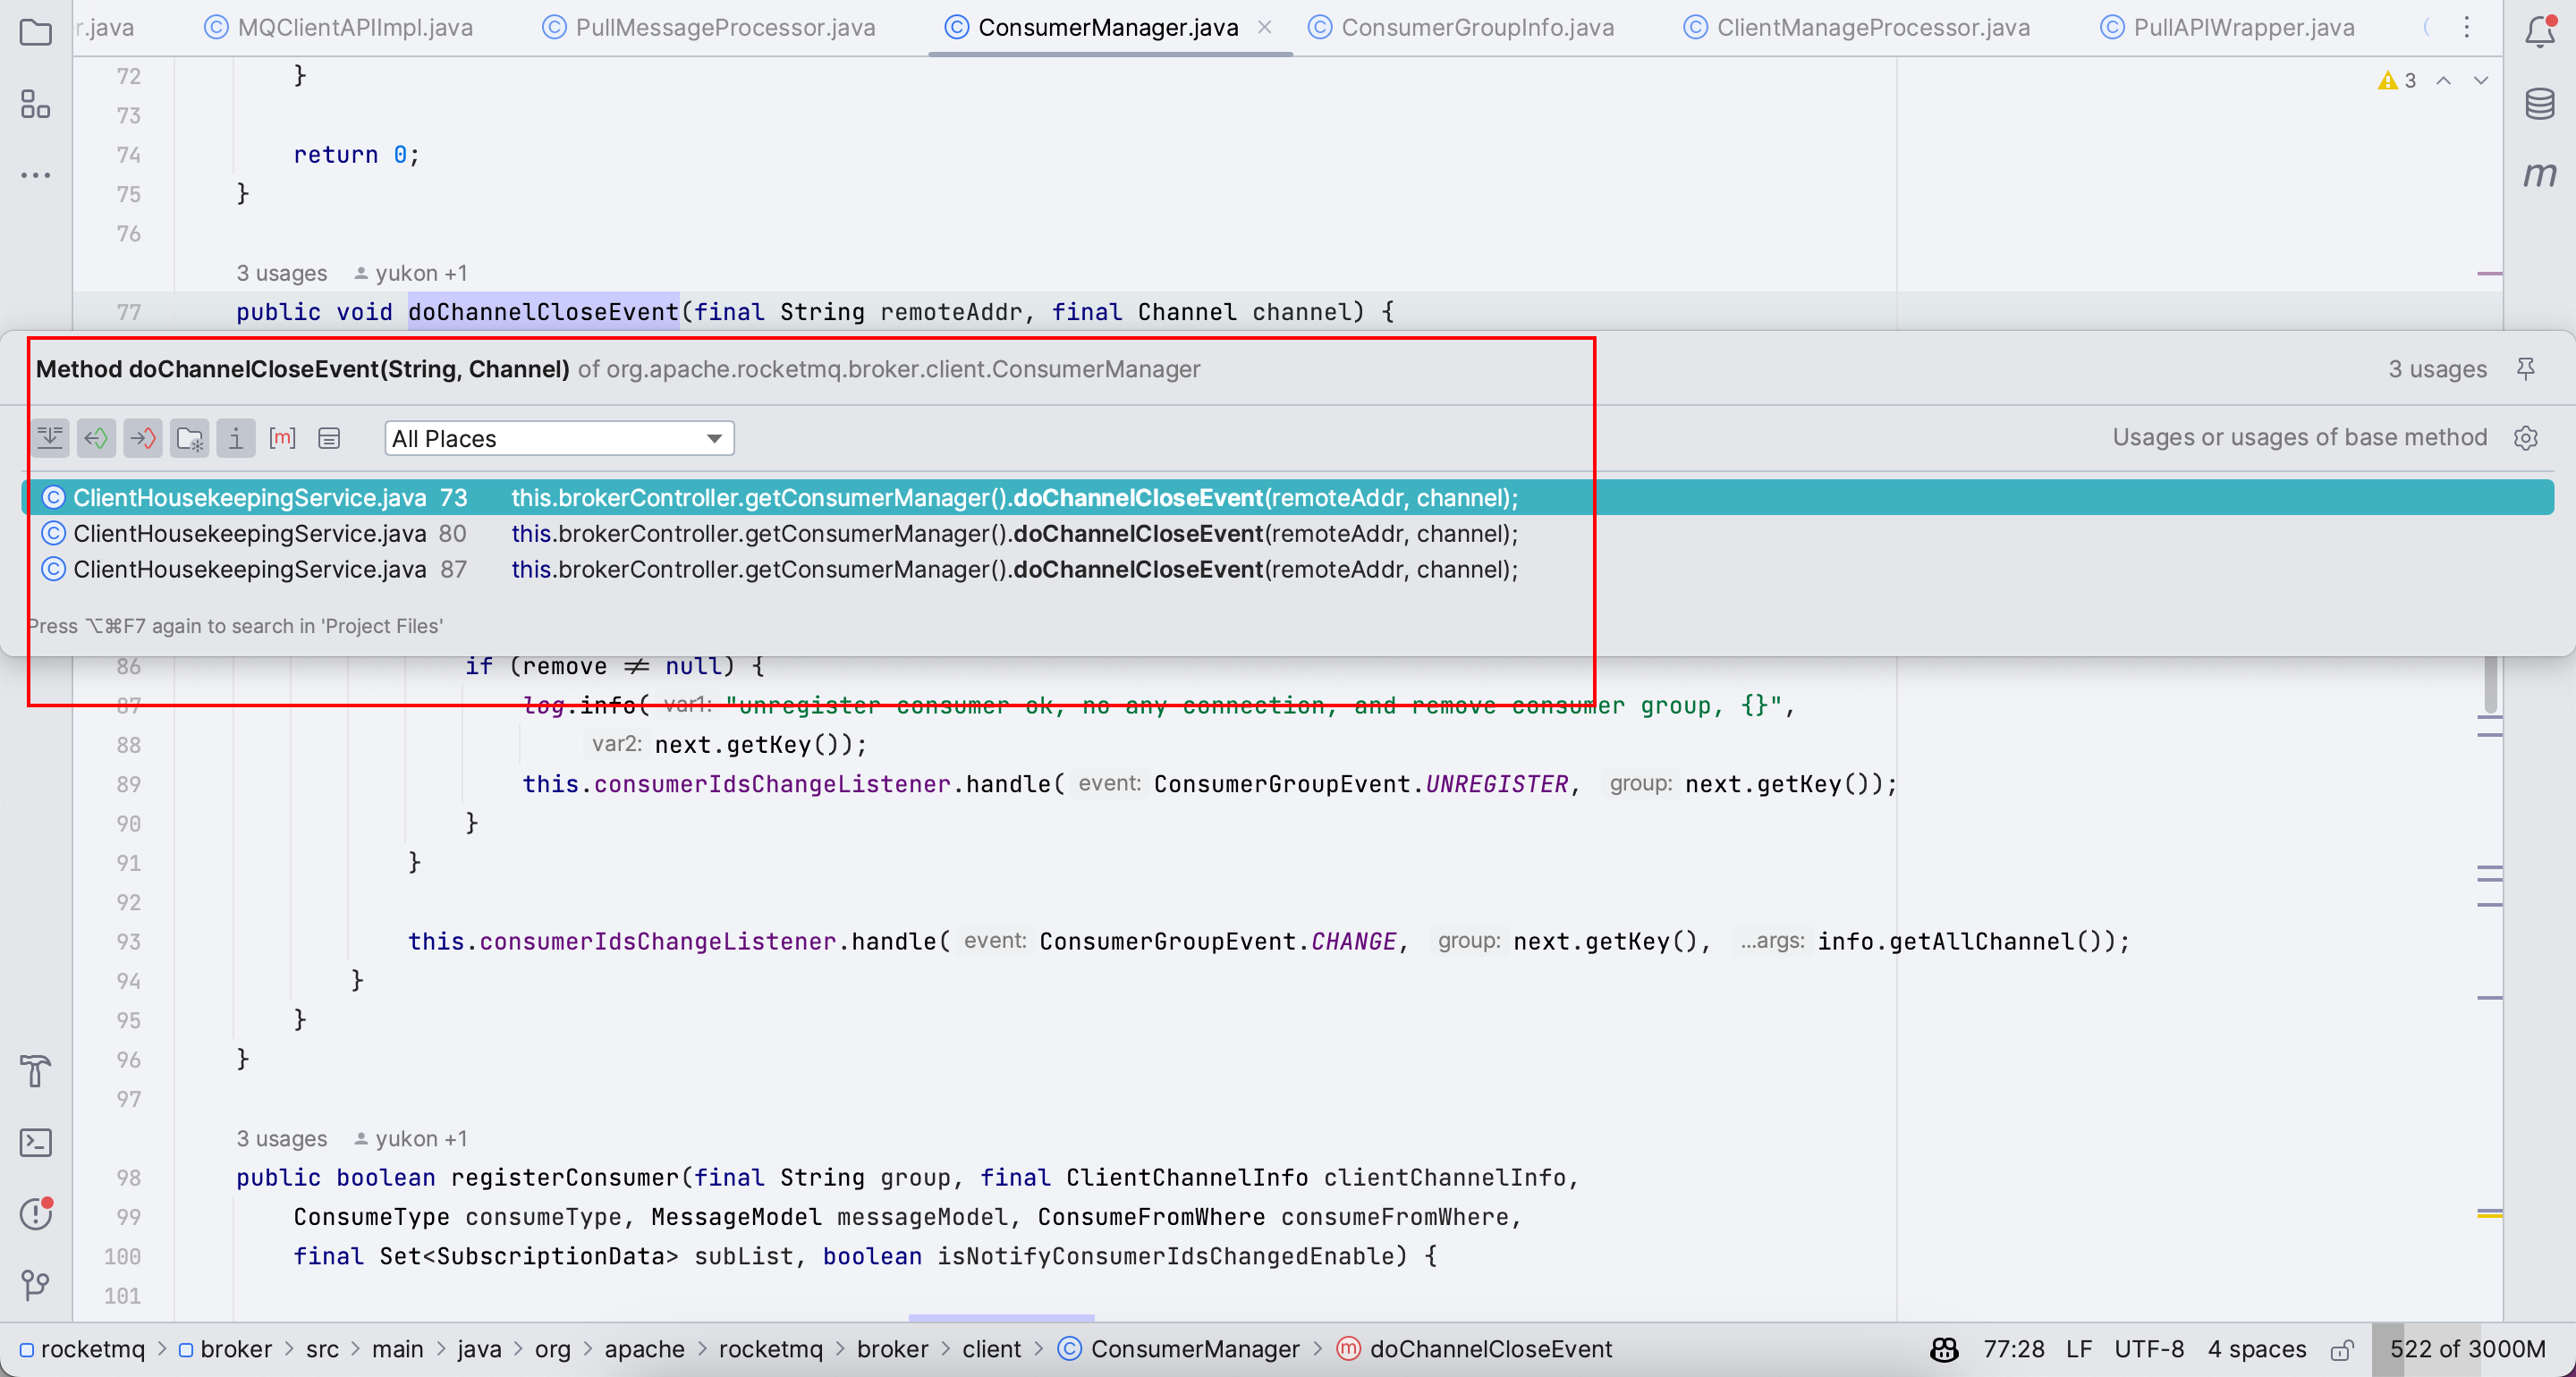 r.java MQClientAPIImpl.java PullMessageProcessor.java ConsumerManager.java ConsumerGroupInfo.java ClientManageProcessor.java PullAPIWrapper.java
72 }
3
73
74 return 0;
75 }
76
3 usages yukon +1
77 public void doChannelCloseEvent(final String remoteAddr, final Channel channel) {
Method doChannelCloseEvent(String, Channel) of org.apache.rocketmq.broker.client.ConsumerManager 3 usages
All Places Usages or usages of base method
ClientHousekeepingService.java 73 this.brokerController.getConsumerManager().doChannelCloseEvent(remoteAddr, channel);
ClientHousekeepingService.java 80 this.brokerController.getConsumerManager().doChannelCloseEvent(remoteAddr, channel);
ClientHousekeepingService.java 87 this.brokerController.getConsumerManager().doChannelCloseEvent(remoteAddr, channel);
Press ⌥⌘F7 again to search in 'Project Files'
86 if (remove ≠ null) {
87 log.info( var1: "unregister consumer ok, no any connection, and remove consumer group, {}",
88 var2: next.getKey());
89 this.consumerIdsChangeListener.handle( event: ConsumerGroupEvent.UNREGISTER, group: next.getKey());
90 }
91 }
92
93 this.consumerIdsChangeListener.handle( event: ConsumerGroupEvent.CHANGE, group: next.getKey(), ...args: info.getAllChannel());
94 }
95 }
96 }
97
3 usages yukon +1
98 public boolean registerConsumer(final String group, final ClientChannelInfo clientChannelInfo,
99 ConsumeType consumeType, MessageModel messageModel, ConsumeFromWhere consumeFromWhere,
100 final Set<SubscriptionData> subList, boolean isNotifyConsumerIdsChangedEnable) {
101
rocketmq > broker > src > main > java > org > apache > rocketmq > broker > client > ConsumerManager > doChannelCloseEvent 77:28 LF UTF-8 4 spaces 522 of 3000M